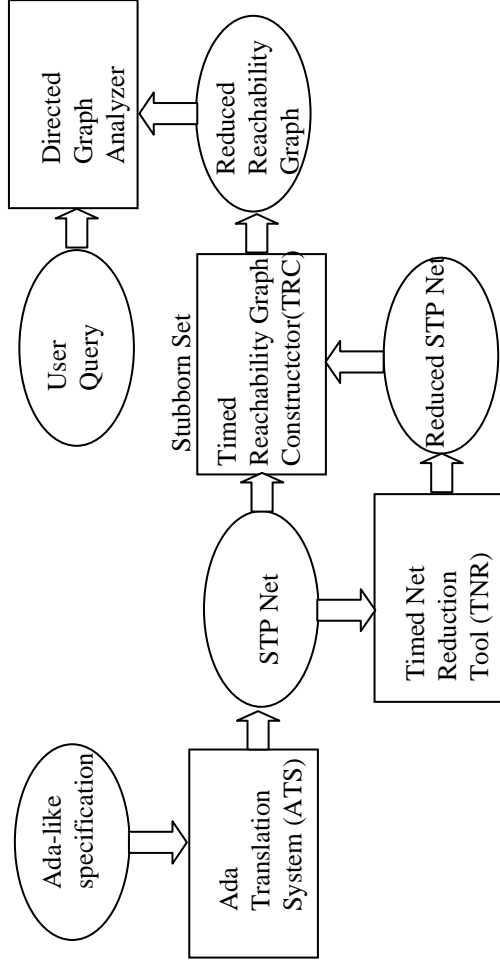 Ada-like
specification
Ada
Translation
System (ATS)
STP Net
Timed Net
Reduction
Tool (TNR)
Reduced STP Net
Stubborn Set
Timed
Reachability Graph
Constructctor(TRC)
User
Query
Reduced
Reachability
Graph
Directed
Graph
Analyzer